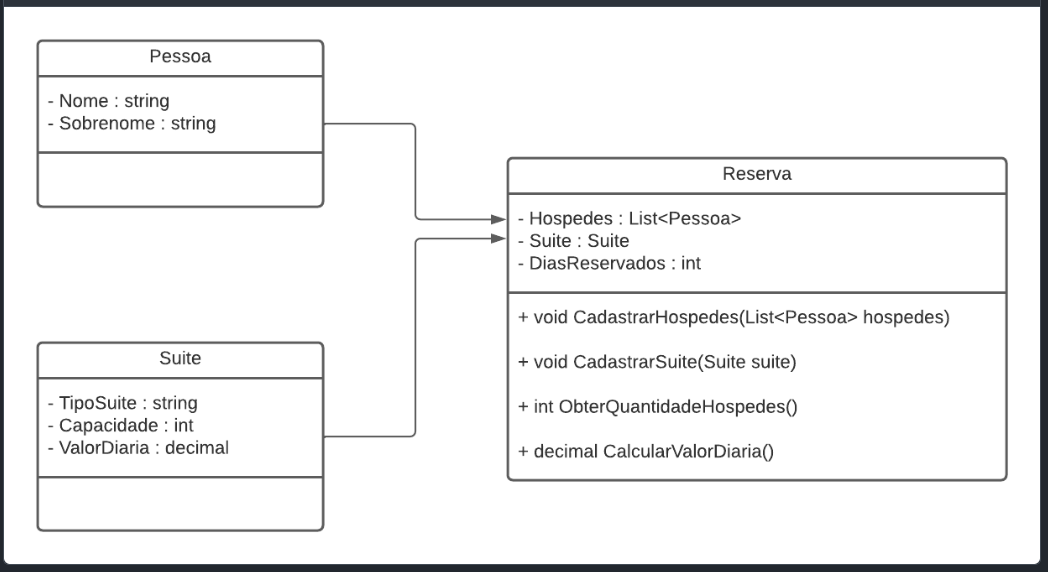 Pessoa
- Nome : string
- Sobrenome : string
Suite
- TipoSuite : string
- Capacidade : int
- ValorDiaria : decimal
Reserva
- Hospedes : List<Pessoa>
- Suite : Suite
- DiasReservados : int
+ void CadastrarHospedes(List<Pessoa> hospedes)
+ void CadastrarSuite(Suite suite)
+ int ObterQuantidadeHospedes()
+ decimal CalcularValorDiaria()